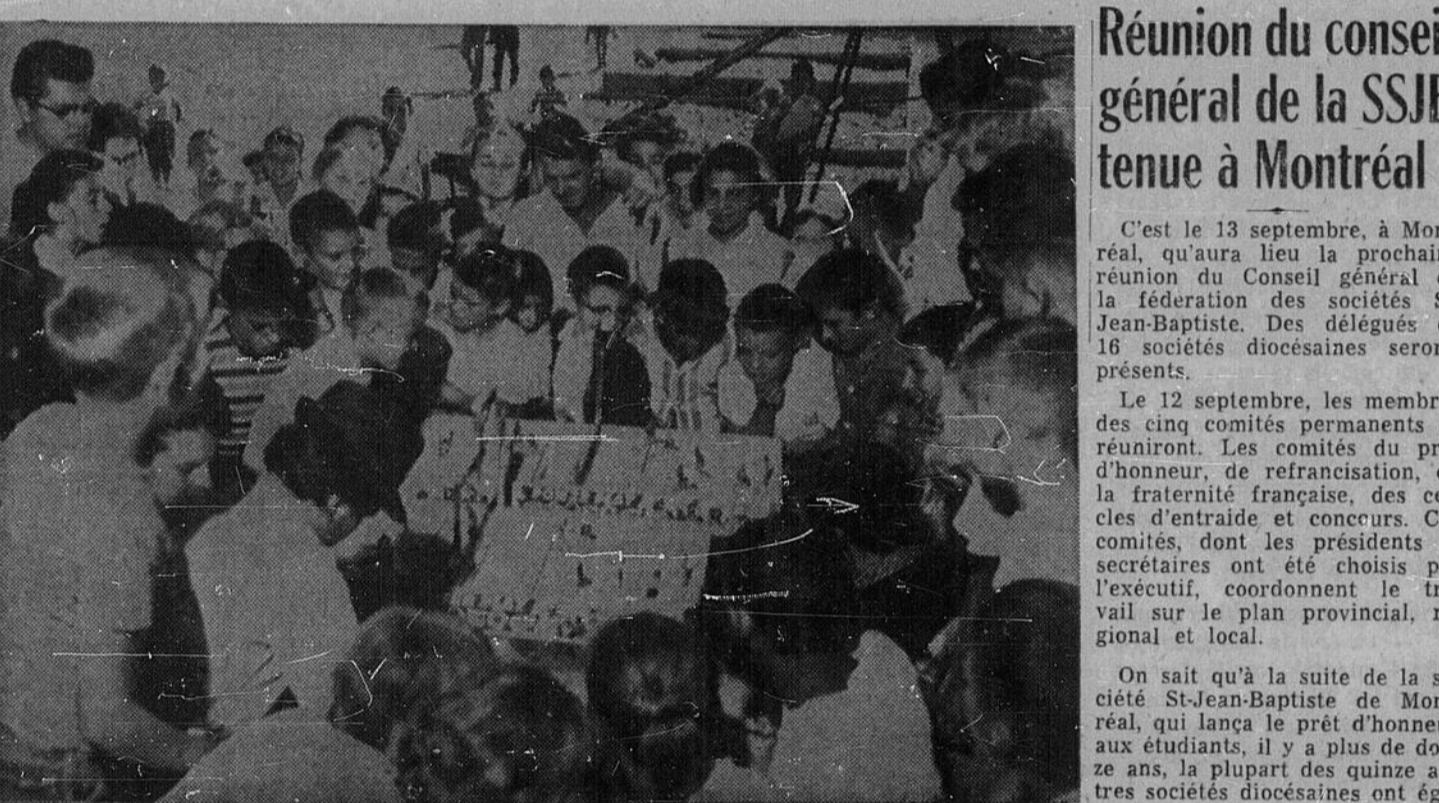 Réunion du consei
général de la SSJB
tenue à Montréal
C'est le 13 septembre, à Mon
réal, qu'aura lieu la prochain
réunion du Conseil général
la féderation des sociétés S
Jean-Baptiste. Des délégués
16 sociétés diocésaines seron
présents.
Le 12 septembre, les membr
des cinq comités permanents
réuniront. Les comités du pr
d'honneur, de refrancisation,
la fraternité française, des ce
cles d'entraide et concours. C
comités, dont les présidents
secrétaires ont été choisis p
l'exécutif, coordonnent le tr
vail sur le plan provincial, r
gional et local.
On sait qu'à la suite de la s
ciété St-Jean-Baptiste de Mon
réal, qui lança le prêt d'honneu
aux étudiants, il y a plus de do
ze ans, la plupart des quinze a
tres sociétés diocésaines ont ég